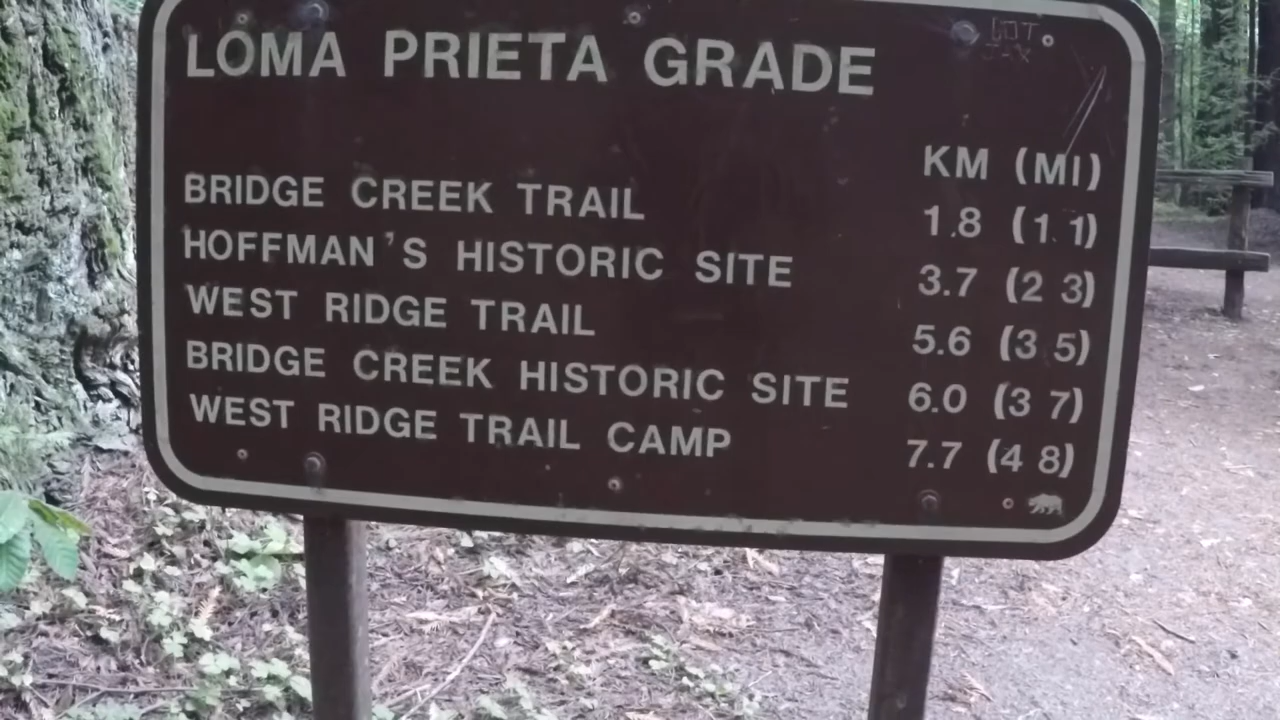 LOMA PRIETA GRADE
KM (MI)
BRIDGE CREEK TRAIL 1.8 (1.1)
HOFFMAN'S HISTORIC SITE 3.7 (2 3)
WEST RIDGE TRAIL 5.6 (3 5)
BRIDGE CREEK HISTORIC SITE 6.0 (3 7)
WEST RIDGE TRAIL CAMP 7.7 (4 8)